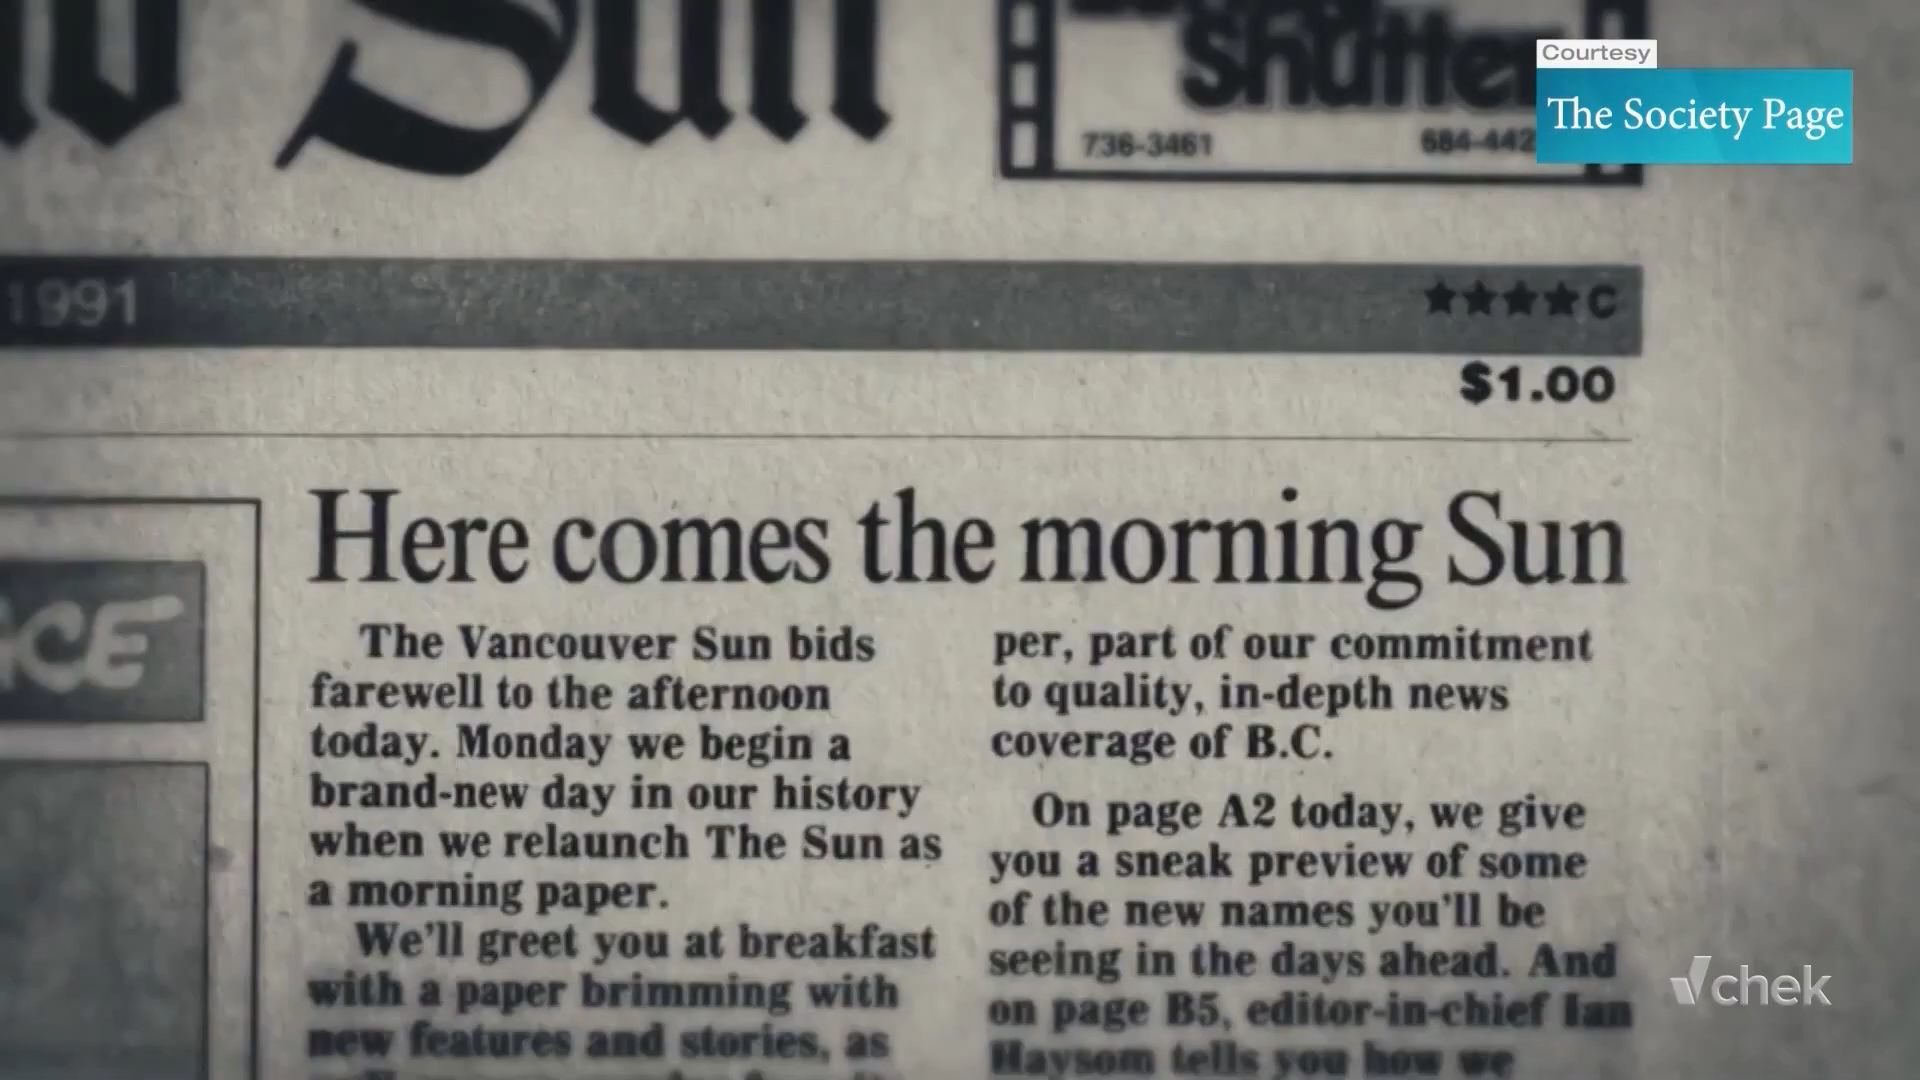 Sun
Shutter
736-3461
684-442
Courtesy
The Society Page
1991
★★★★C
$1.00
Here comes the morning Sun
The Vancouver Sun bids
farewell to the afternoon
today. Monday we begin a
brand-new day in our history
when we relaunch The Sun as
a morning paper.
We'll greet you at breakfast
with a paper brimming with
new features and stories, as
per, part of our commitment
to quality, in-depth news
coverage of B.C.
On page A2 today, we give
you a sneak preview of some
of the new names you'll be
seeing in the days ahead. And
on page B5, editor-in-chief Ian
Haysom tells you how we
chek